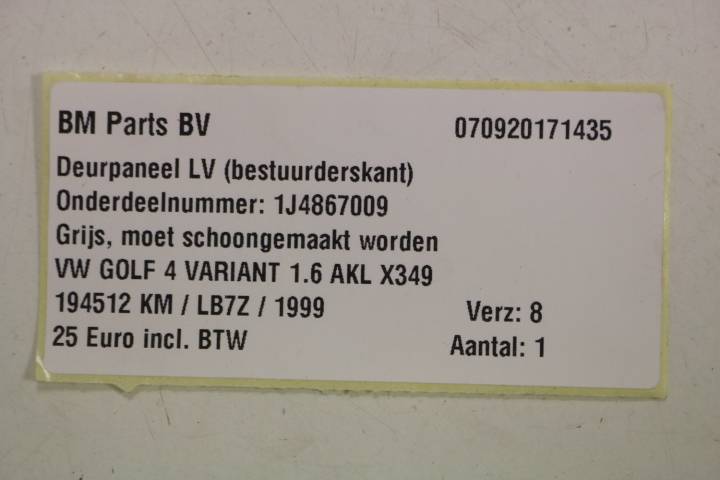 BM Parts BV 070920171435
Deurpaneel LV (bestuurderskant)
Onderdeelnummer: 1J4867009
Grijs, moet schoongemaakt worden
VW GOLF 4 VARIANT 1.6 AKL X349
194512 KM / LB7Z / 1999 Verz: 8
25 Euro incl. BTW Aantal: 1